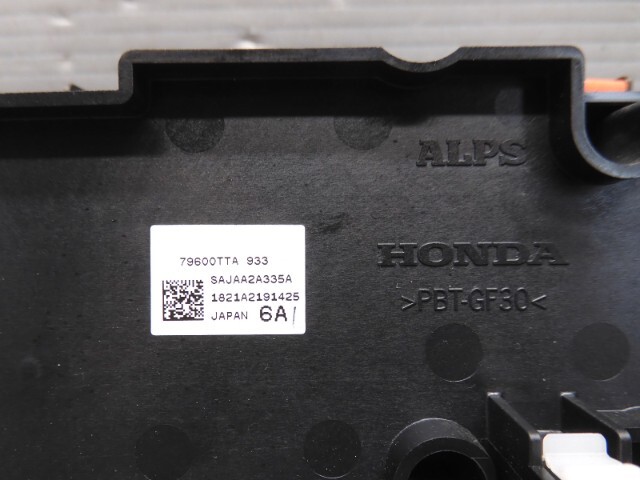 ALPS
HONDA
>PBT-GF30<
79600TTA 933
SAJAA2A335A
1821A2191425
JAPAN 6A